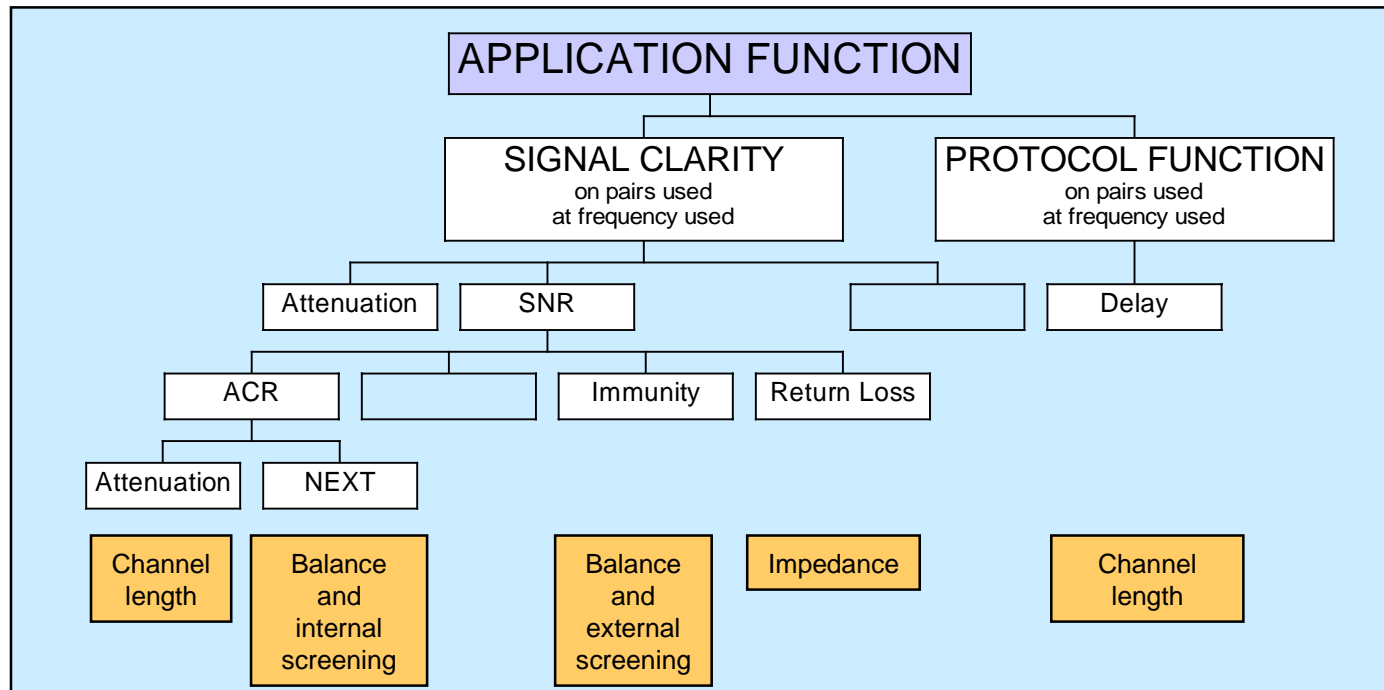 APPLICATION FUNCTION
SIGNAL CLARITY
on pairs used
at frequency used
PROTOCOL FUNCTION
on pairs used
at frequency used
Attenuation
SNR
Delay
ACR
Immunity
Return Loss
Attenuation
NEXT
Channel
length
Balance
and
internal
screening
Balance
and
external
screening
Impedance
Channel
length